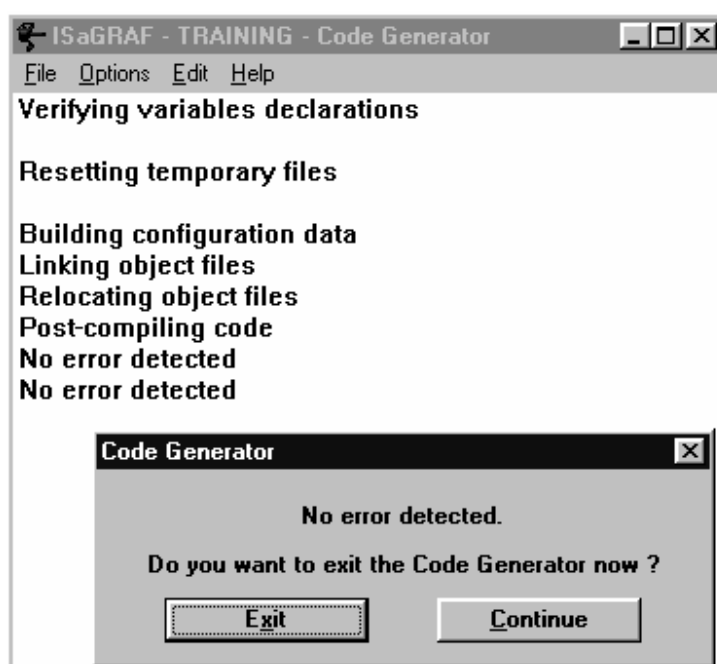 ISaGRAF - TRAINING - Code Generator
File Options Edit Help
Verifying variables declarations
Resetting temporary files
Building configuration data
Linking object files
Relocating object files
Post-compiling code
No error detected
No error detected
Code Generator
No error detected.
Do you want to exit the Code Generator now ?
Exit Continue